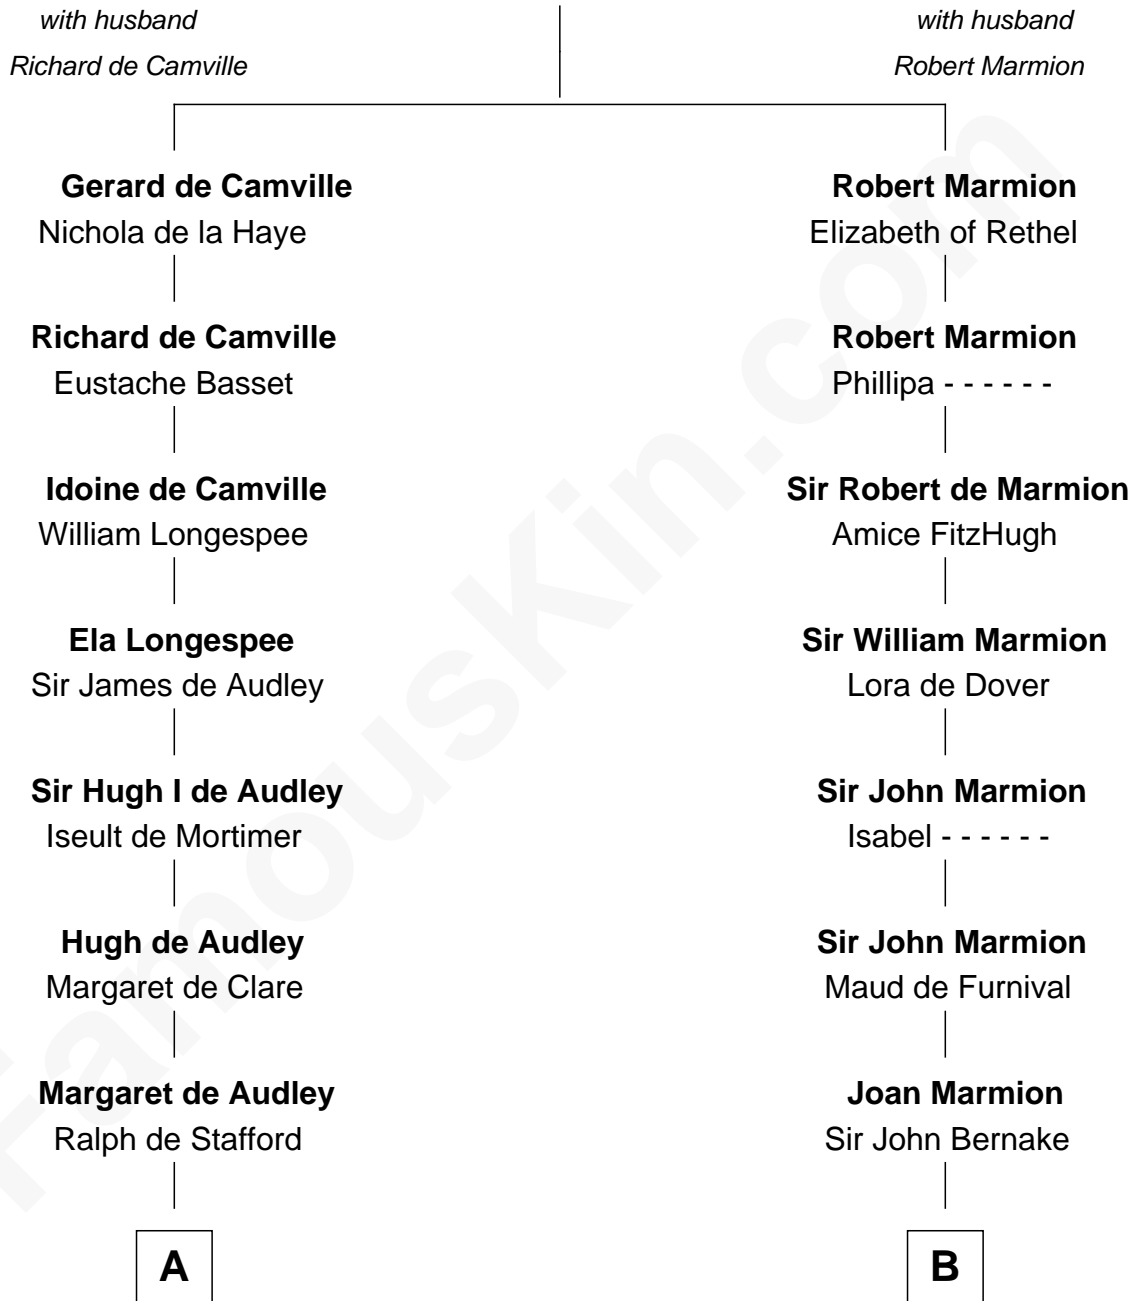 with husband
Richard de Camville
with husband
Robert Marmion
Gerard de Camville
Nichola de la Haye
Robert Marmion
Elizabeth of Rethel
Richard de Camville
Eustache Basset
Robert Marmion
Phillipa - - - - - -
Idoine de Camville
William Longespee
Sir Robert de Marmion
Amice FitzHugh
Ela Longespee
Sir James de Audley
Sir William Marmion
Lora de Dover
Sir Hugh I de Audley
Iseult de Mortimer
Sir John Marmion
Isabel - - - - - -
Hugh de Audley
Margaret de Clare
Sir John Marmion
Maud de Furnival
Margaret de Audley
Ralph de Stafford
Joan Marmion
Sir John Bernake
A
B
FamousKin.com